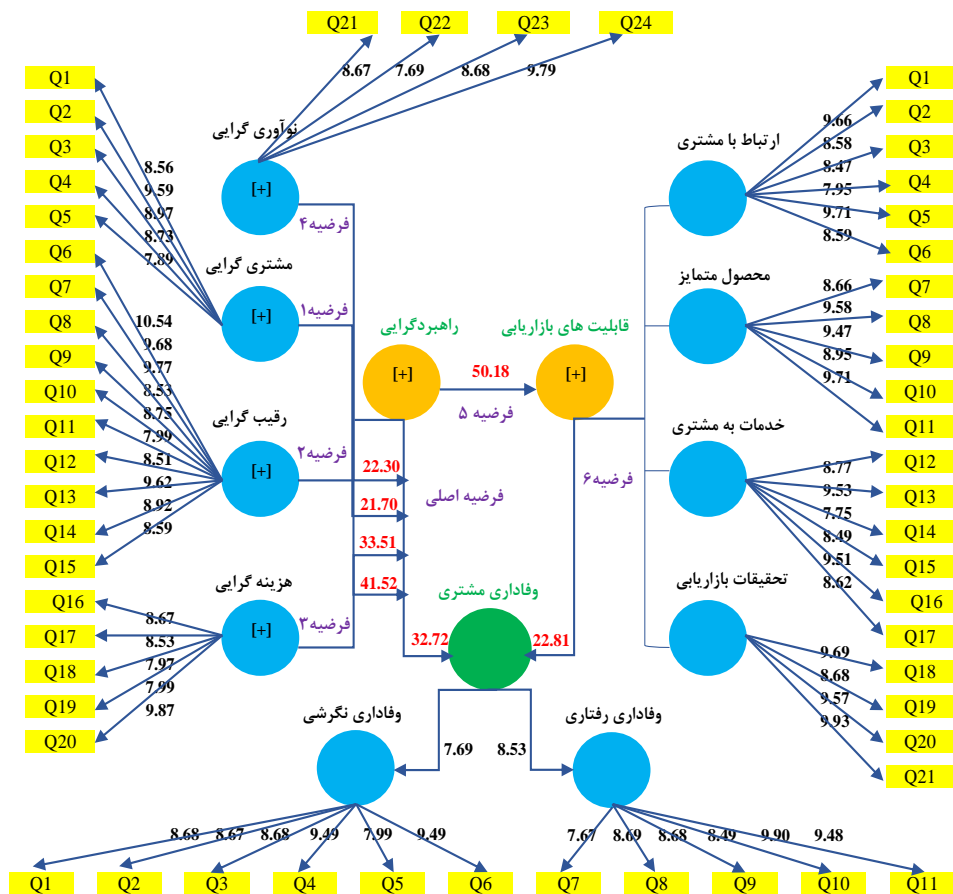 Q21 Q22 Q23 Q24
8.67 7.69 8.68 9.79
Q1
Q2
Q3
Q4
Q5
Q6
Q7
Q8
Q9
Q10
Q11
Q12
Q13
Q14
Q15
Q16
Q17
Q18
Q19
Q20
8.56
9.59
8.97
8.73
7.89
10.54
9.68
9.77
8.53
8.75
7.99
8.51
9.62
8.92
8.59
8.67
8.53
7.97
7.99
9.87
نوآوری گرایی
[+]
فرضیه۴
مشتری گرایی
[+]
فرضیه۱
رقیب گرایی
[+]
فرضیه۲
هزینه گرایی
[+]
فرضیه۳
راهبردگرایی
[+]
50.18
فرضیه ۵
قابلیت های بازاریابی
[+]
22.30
21.70
33.51
41.52
فرضیه اصلی
فرضیه۶
وفاداری مشتری
32.72
22.81
ارتباط با مشتری
محصول متمایز
خدمات به مشتری
تحقیقات بازاریابی
9.66
8.58
8.47
7.95
9.71
8.59
8.66
9.58
9.47
8.95
9.71
8.77
9.53
7.75
8.49
9.51
8.62
9.69
8.68
9.57
9.93
Q1
Q2
Q3
Q4
Q5
Q6
Q7
Q8
Q9
Q10
Q11
Q12
Q13
Q14
Q15
Q16
Q17
Q18
Q19
Q20
Q21
وفاداری نگرشی
وفاداری رفتاری
7.69
8.53
8.68 8.67 8.68 9.49 7.99 9.49
7.67 8.69 8.68 8.49 9.90 9.48
Q1 Q2 Q3 Q4 Q5 Q6 Q7 Q8 Q9 Q10 Q11